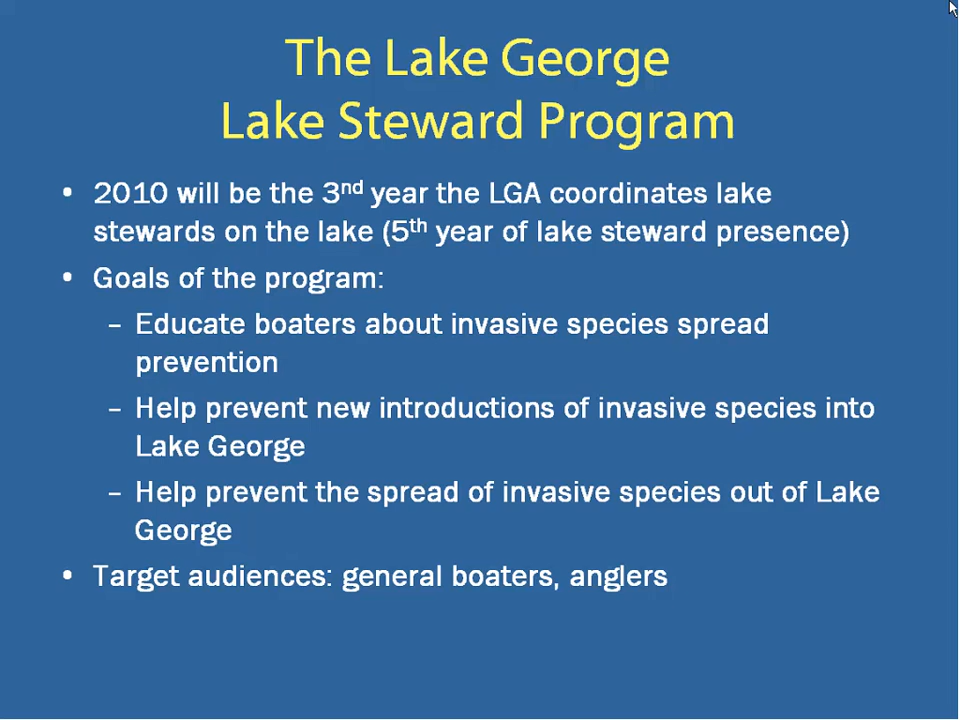 The Lake George
Lake Steward Program
• 2010 will be the 3nd year the LGA coordinates lake
stewards on the lake (5th year of lake steward presence)
• Goals of the program:
– Educate boaters about invasive species spread
prevention
– Help prevent new introductions of invasive species into
Lake George
– Help prevent the spread of invasive species out of Lake
George
• Target audiences: general boaters, anglers